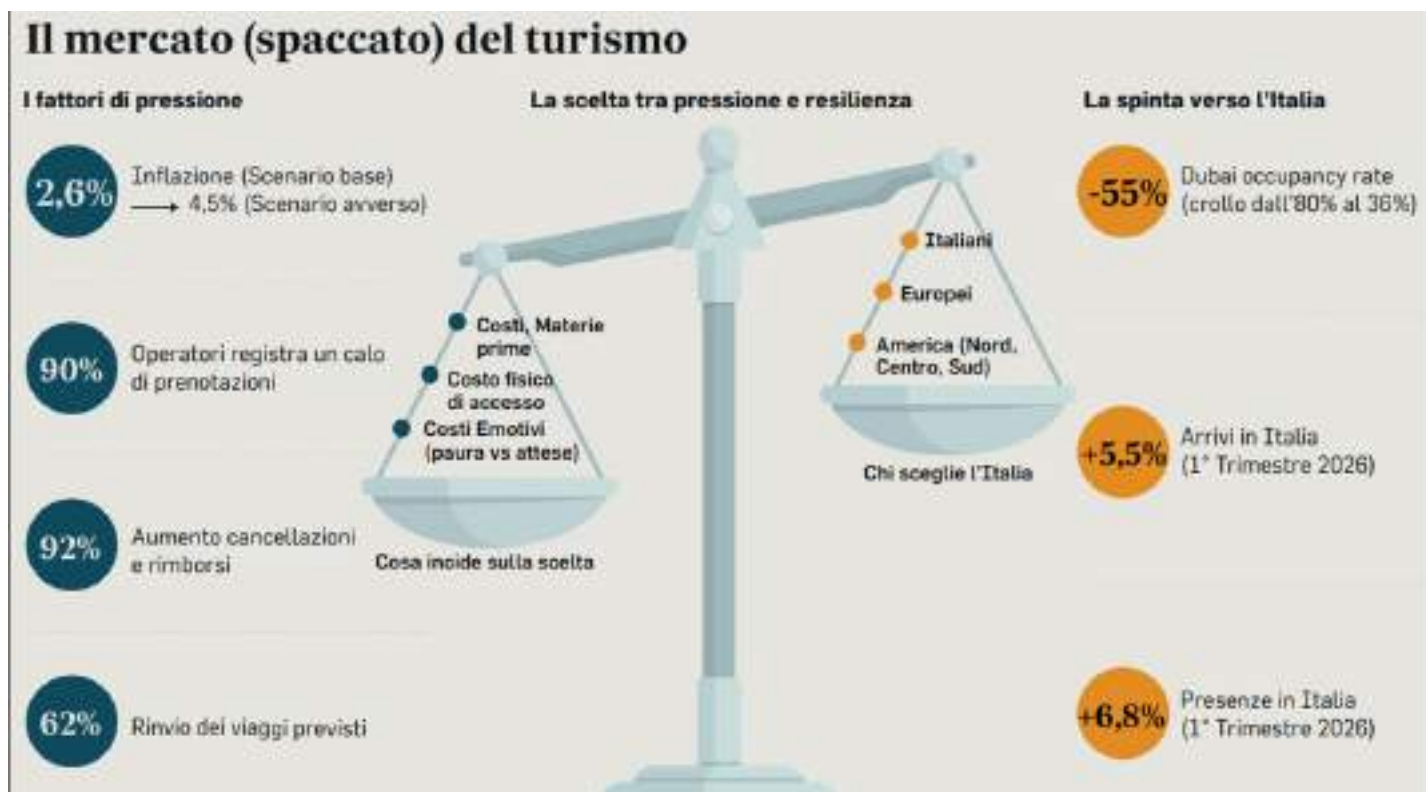 Il mercato (spaccato) del turismo
I fattori di pressione
2,6%
Inflazione (Scenario base)
→ 4,5% (Scenario avverso)
90%
Operatori registra un calo
di prenotazioni
92%
Aumento cancellazioni
e rimborsi
62%
Rinvio dei viaggi previsti
La scelta tra pressione e resilienza
Costi, Materie
prime
Costo fisico
di accesso
Costi Emotivi
(paura vs attese)
Cosa incide sulla scelta
Italiani
Europei
America (Nord,
Centro, Sud)
Chi sceglie l'Italia
La spinta verso l'Italia
-55%
Dubai occupancy rate
(crollo dall'80% al 36%)
+5,5%
Arrivi in Italia
(1° Trimestre 2026)
+6,8%
Presenze in Italia
(1° Trimestre 2026)